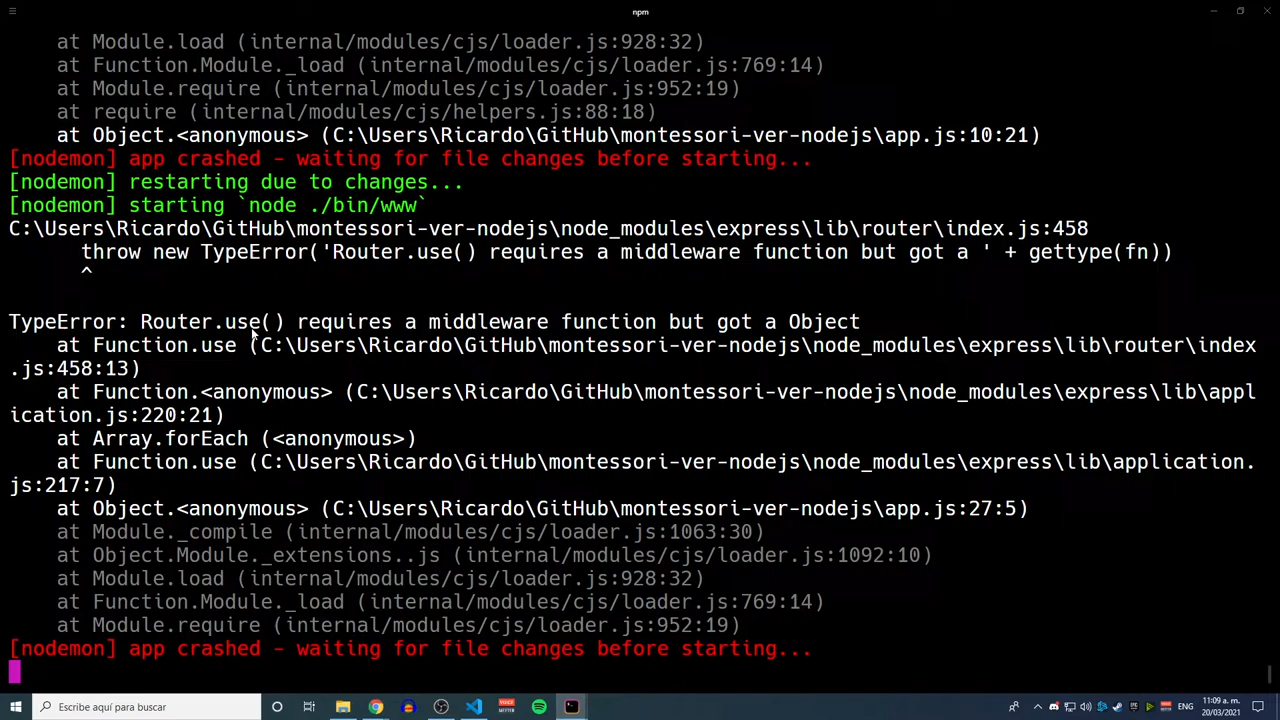 npm
at Module.load (internal/modules/cjs/loader.js:928:32)
at Function.Module._load (internal/modules/cjs/loader.js:769:14)
at Module.require (internal/modules/cjs/loader.js:952:19)
at require (internal/modules/cjs/helpers.js:88:18)
at Object.<anonymous> (C:\Users\Ricardo\GitHub\montessori-ver-nodejs\app.js:10:21)
[nodemon] app crashed - waiting for file changes before starting...
[nodemon] restarting due to changes...
[nodemon] starting `node ./bin/www`
C:\Users\Ricardo\GitHub\montessori-ver-nodejs\node_modules\express\lib\router\index.js:458
throw new TypeError('Router.use() requires a middleware function but got a ' + gettype(fn))
^
TypeError: Router.use() requires a middleware function but got a Object
at Function.use (C:\Users\Ricardo\GitHub\montessori-ver-nodejs\node_modules\express\lib\router\index
.js:458:13)
at Function.<anonymous> (C:\Users\Ricardo\GitHub\montessori-ver-nodejs\node_modules\express\lib\appl
ication.js:220:21)
at Array.forEach (<anonymous>)
at Function.use (C:\Users\Ricardo\GitHub\montessori-ver-nodejs\node_modules\express\lib\application.
js:217:7)
at Object.<anonymous> (C:\Users\Ricardo\GitHub\montessori-ver-nodejs\app.js:27:5)
at Module._compile (internal/modules/cjs/loader.js:1063:30)
at Object.Module._extensions..js (internal/modules/cjs/loader.js:1092:10)
at Module.load (internal/modules/cjs/loader.js:928:32)
at Function.Module._load (internal/modules/cjs/loader.js:769:14)
at Module.require (internal/modules/cjs/loader.js:952:19)
[nodemon] app crashed - waiting for file changes before starting...
Escribe aquí para buscar
ENG
11:09 a. m.
20/03/2021